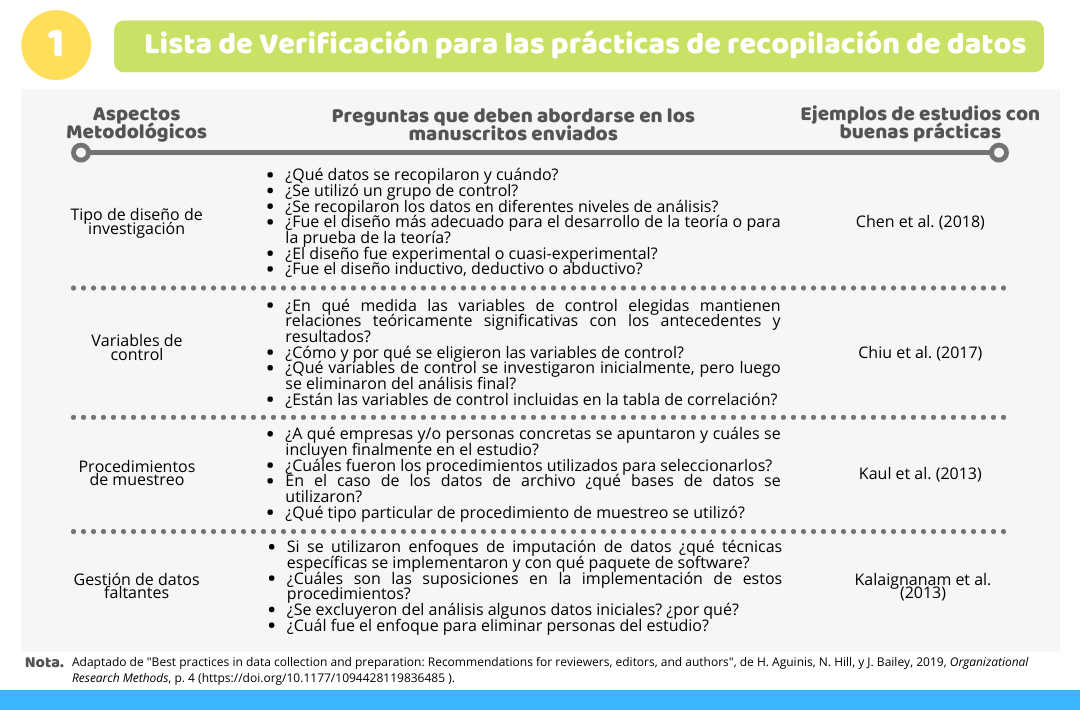 1
Lista de Verificación para las prácticas de recopilación de datos
Aspectos
Metodológicos
Preguntas que deben abordarse en los
manuscritos enviados
Ejemplos de estudios con
buenas prácticas
Tipo de diseño de
investigación
• ¿Qué datos se recopilaron y cuándo?
• ¿Se utilizó un grupo de control?
• ¿Se recopilaron los datos en diferentes niveles de análisis?
• ¿Fue el diseño más adecuado para el desarrollo de la teoría o para
la prueba de la teoría?
• ¿El diseño fue experimental o cuasi-experimental?
• ¿Fue el diseño inductivo, deductivo o abductivo?
Chen et al. (2018)
Variables de
control
• ¿En qué medida las variables de control elegidas mantienen
relaciones teóricamente significativas con los antecedentes y
resultados?
• ¿Cómo y por qué se eligieron las variables de control?
• ¿Qué variables de control se investigaron inicialmente, pero luego
se eliminaron del análisis final?
• ¿Están las variables de control incluidas en la tabla de correlación?
Chiu et al. (2017)
Procedimientos
de muestreo
• ¿A qué empresas y/o personas concretas se apuntaron y cuáles se
incluyen finalmente en el estudio?
• ¿Cuáles fueron los procedimientos utilizados para seleccionarlos?
• En el caso de los datos de archivo ¿qué bases de datos se
utilizaron?
• ¿Qué tipo particular de procedimiento de muestreo se utilizó?
Kaul et al. (2013)
Gestión de datos
faltantes
• Si se utilizaron enfoques de imputación de datos ¿qué técnicas
específicas se implementaron y con qué paquete de software?
• ¿Cuáles son las suposiciones en la implementación de estos
procedimientos?
• ¿Se excluyeron del análisis algunos datos iniciales? ¿por qué?
• ¿Cuál fue el enfoque para eliminar personas del estudio?
Kalaignanam et al.
(2013)
Nota. Adaptado de "Best practices in data collection and preparation: Recommendations for reviewers, editors, and authors", de H. Aguinis, N. Hill, y J. Bailey, 2019, Organizational
Research Methods, p. 4 (https://doi.org/10.1177/1094428119836485 ).